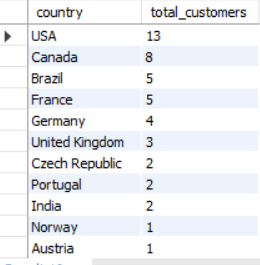 country total_customers
USA 13
Canada 8
Brazil 5
France 5
Germany 4
United Kingdom 3
Czech Republic 2
Portugal 2
India 2
Norway 1
Austria 1